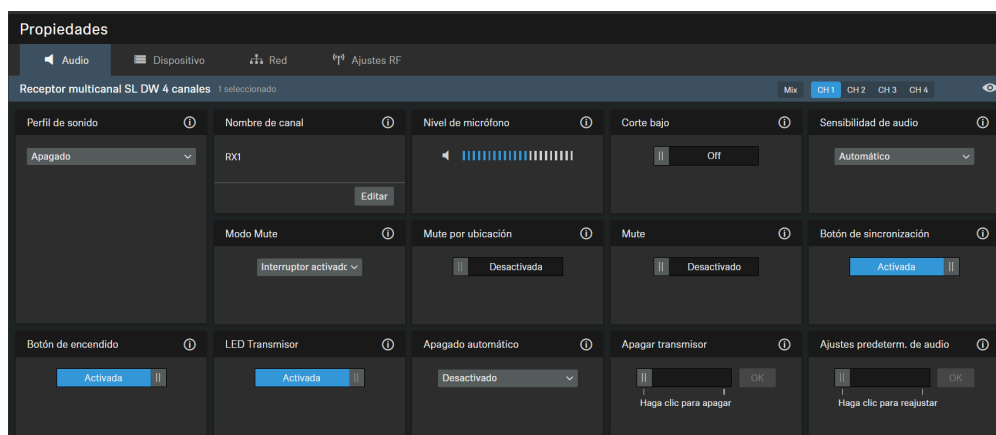 Propiedades
Audio Dispositivo Red Ajustes RF
Receptor multicanal SL DW 4 canales 1 seleccionado Mix CH 1 CH 2 CH 3 CH 4
Perfil de sonido Nombre de canal Nivel de micrófono Corte bajo Sensibilidad de audio
Apagado RX1 Off Automático
Editar
Modo Mute Mute por ubicación Mute Botón de sincronización
Interruptor activado Desactivada Desactivado Activada
Botón de encendido LED Transmisor Apagado automático Apagar transmisor Ajustes predeterm. de audio
Activada Activada Desactivado OK OK
Haga clic para apagar Haga clic para reajustar